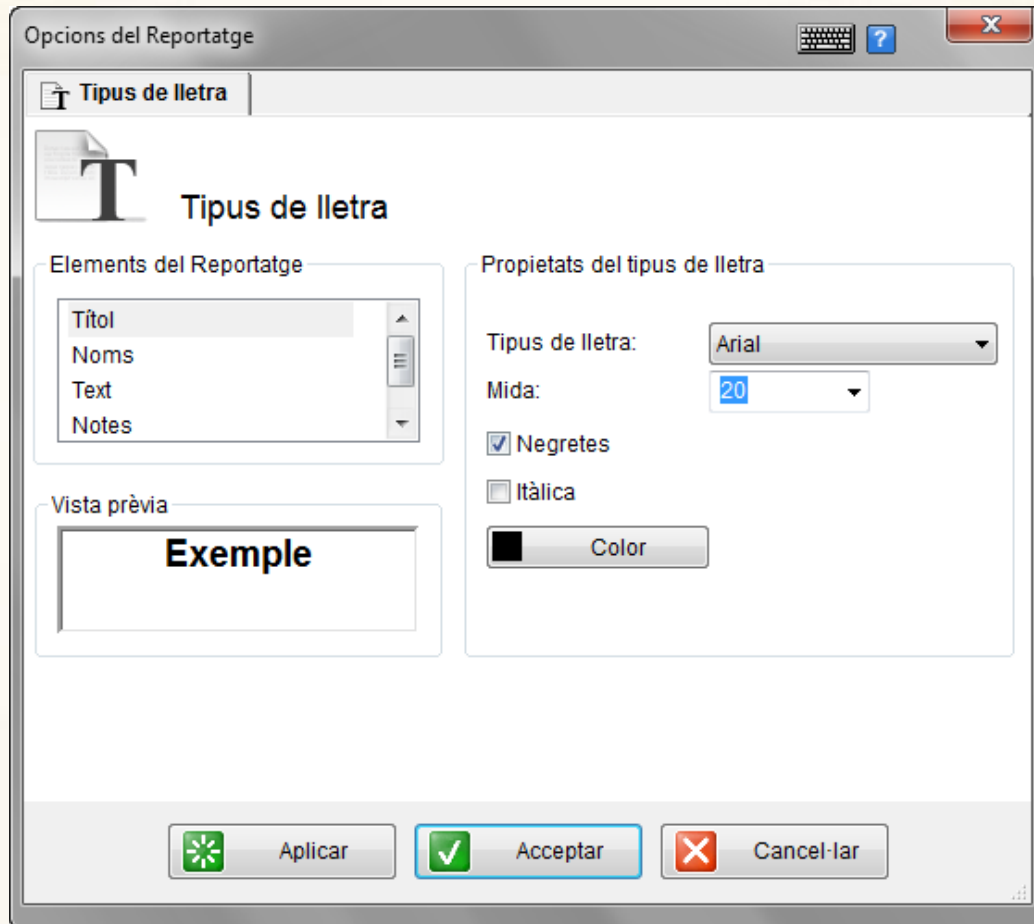 Opcions del Reportatge
?
Tipus de lletra
Tipus de lletra
Elements del Reportatge
Títol
Noms
Text
Notes
Vista prèvia
Exemple
Propietats del tipus de lletra
Tipus de lletra: Arial
Mida: 20
Negretes
Itàlica
Color
Aplicar Acceptar Cancel·lar